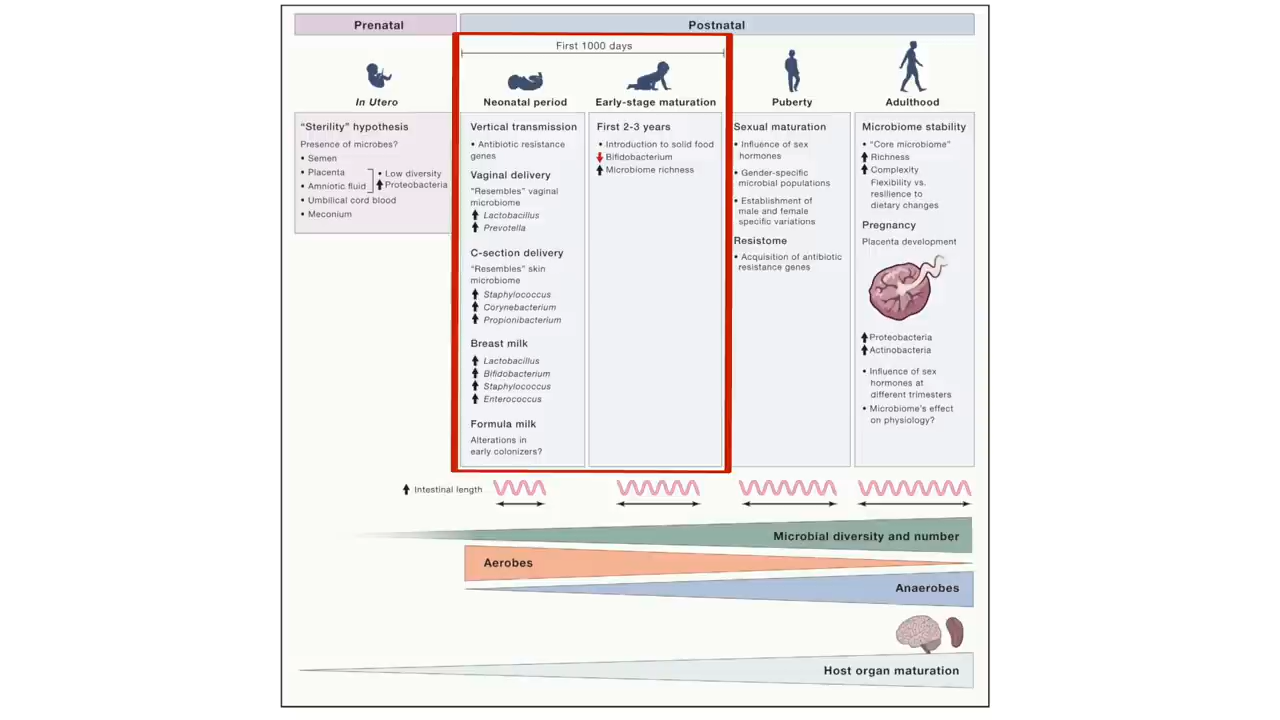 Prenatal
Postnatal
First 1000 days
In Utero
Neonatal period
Early-stage maturation
Puberty
Adulthood
“Sterility” hypothesis
Presence of microbes?
• Semen
• Placenta
• Amniotic fluid
• Low diversity
Proteobacteria
• Umbilical cord blood
• Meconium
Vertical transmission
• Antibiotic resistance
genes
Vaginal delivery
“Resembles” vaginal
microbiome
Lactobacillus
Prevotella
C-section delivery
“Resembles” skin
microbiome
Staphylococcus
Corynebacterium
Propionibacterium
Breast milk
Lactobacillus
Bifidobacterium
Staphylococcus
Enterococcus
Formula milk
Alterations in
early colonizers?
First 2-3 years
• Introduction to solid food
Bifidobacterium
Microbiome richness
Sexual maturation
• Influence of sex
hormones
• Gender-specific
microbial populations
• Establishment of
male and female
specific variations
Resistome
• Acquisition of antibiotic
resistance genes
Microbiome stability
• “Core microbiome”
Richness
Complexity
Flexibility vs.
resilience to
dietary changes
Pregnancy
Placenta development
Proteobacteria
Actinobacteria
• Influence of sex
hormones at
different trimesters
• Microbiome’s effect
on physiology?
Intestinal length
Microbial diversity and number
Aerobes
Anaerobes
Host organ maturation